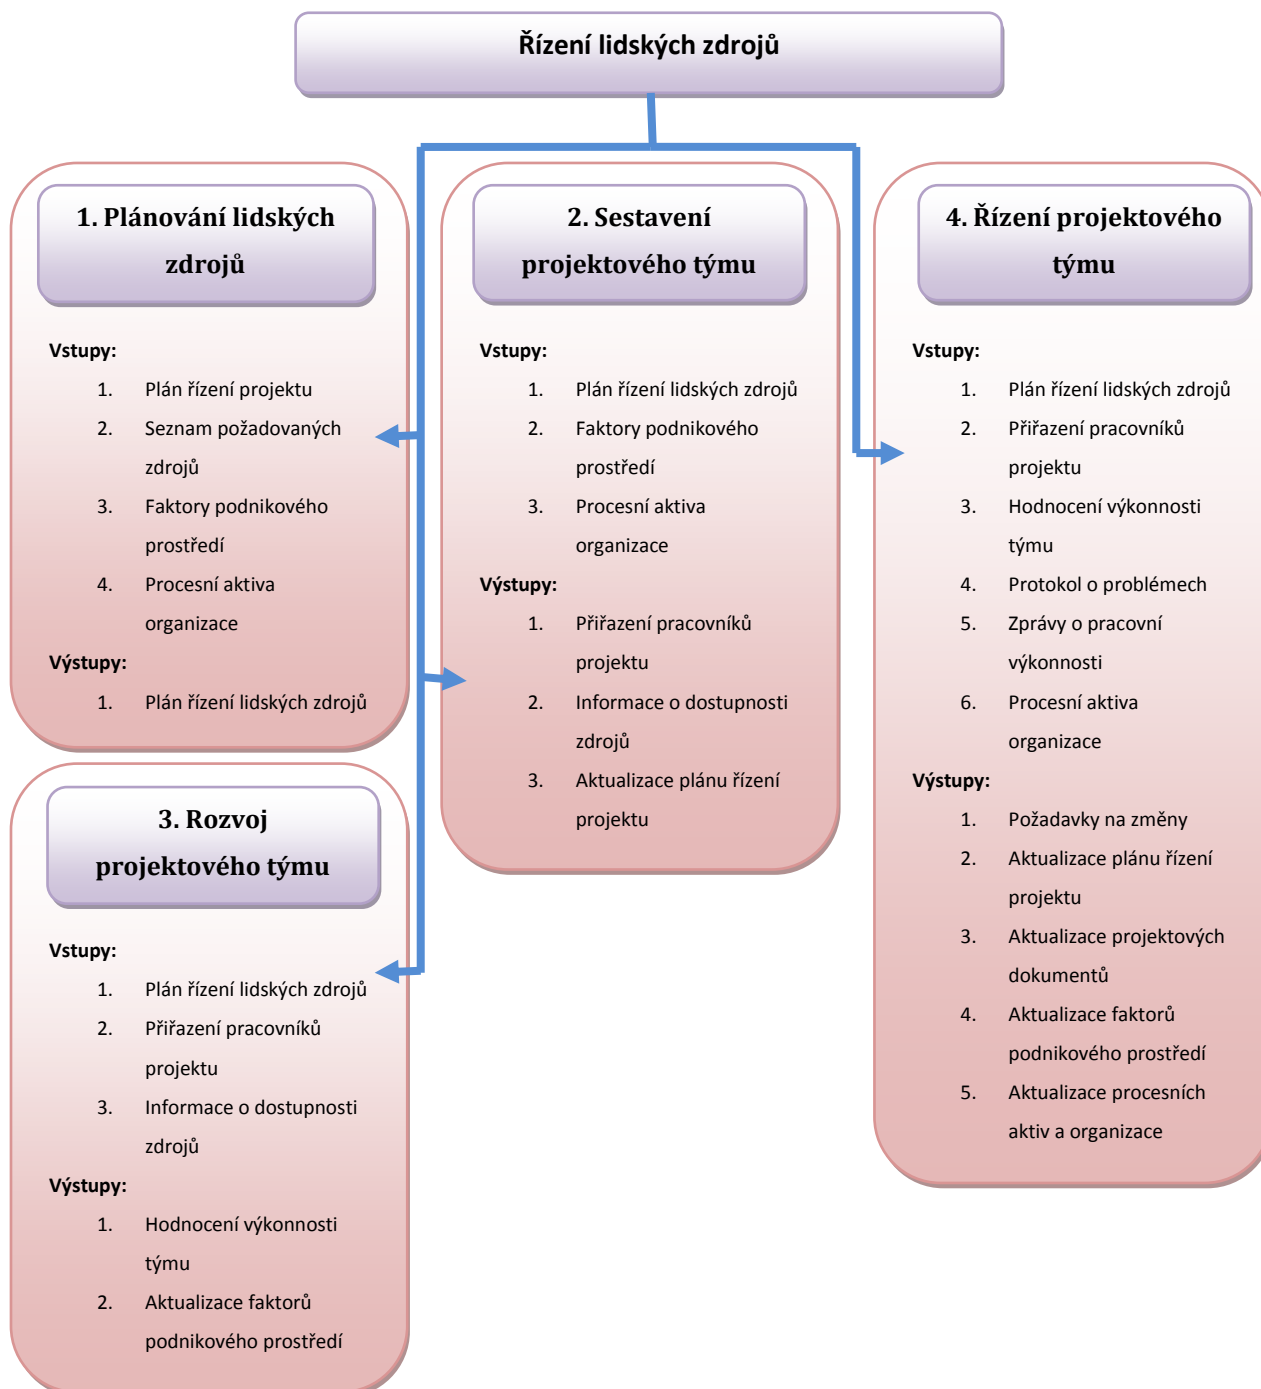 Řízení lidských zdrojů
1. Plánování lidských
zdrojů
Vstupy:
1. Plán řízení projektu
2. Seznam požadovaných
zdrojů
3. Faktory podnikového
prostředí
4. Procesní aktiva
organizace
Výstupy:
1. Plán řízení lidských zdrojů
2. Sestavení
projektového týmu
Vstupy:
1. Plán řízení lidských zdrojů
2. Faktory podnikového
prostředí
3. Procesní aktiva
organizace
Výstupy:
1. Přiřazení pracovníků
projektu
2. Informace o dostupnosti
zdrojů
3. Aktualizace plánu řízení
projektu
3. Rozvoj
projektového týmu
Vstupy:
1. Plán řízení lidských zdrojů
2. Přiřazení pracovníků
projektu
3. Informace o dostupnosti
zdrojů
Výstupy:
1. Hodnocení výkonnosti
týmu
2. Aktualizace faktorů
podnikového prostředí
4. Řízení projektového
týmu
Vstupy:
1. Plán řízení lidských zdrojů
2. Přiřazení pracovníků
projektu
3. Hodnocení výkonnosti
týmu
4. Protokol o problémech
5. Zprávy o pracovní
výkonnosti
6. Procesní aktiva
organizace
Výstupy:
1. Požadavky na změny
2. Aktualizace plánu řízení
projektu
3. Aktualizace projektových
dokumentů
4. Aktualizace faktorů
podnikového prostředí
5. Aktualizace procesních
aktiv a organizace